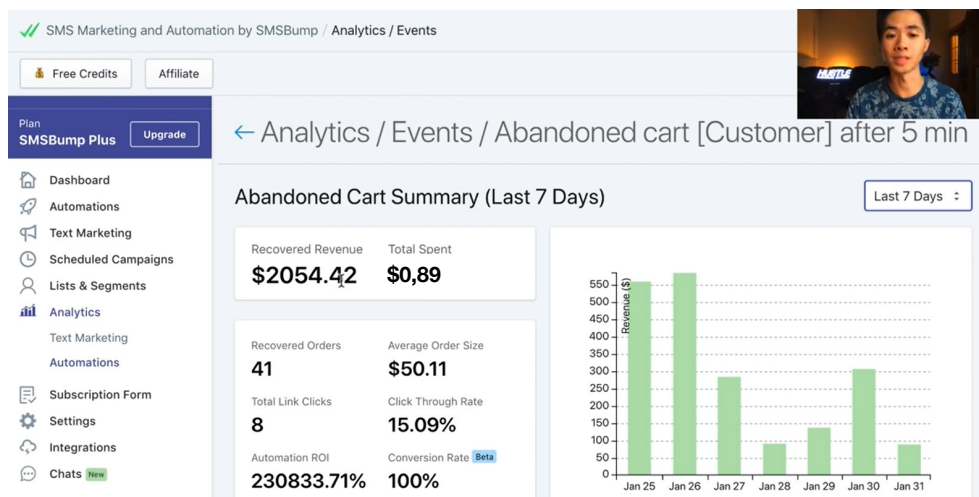 SMS Marketing and Automation by SMSBump / Analytics / Events
Free Credits
Affiliate
HUSTLE
Plan
SMSBump Plus
Upgrade
Dashboard
Automations
Text Marketing
Scheduled Campaigns
Lists & Segments
Analytics
Text Marketing
Automations
Subscription Form
Settings
Integrations
Chats New
← Analytics / Events / Abandoned cart [Customer] after 5 min
Abandoned Cart Summary (Last 7 Days)
Last 7 Days
Recovered Revenue Total Spent
$2054.42 $0,89
Recovered Orders Average Order Size
41 $50.11
Total Link Clicks Click Through Rate
8 15.09%
Automation ROI Conversion Rate Beta
230833.71% 100%
Revenue ($)
550
500
450
400
350
300
250
200
150
100
50
0
Jan 25 Jan 26 Jan 27 Jan 28 Jan 29 Jan 30 Jan 31